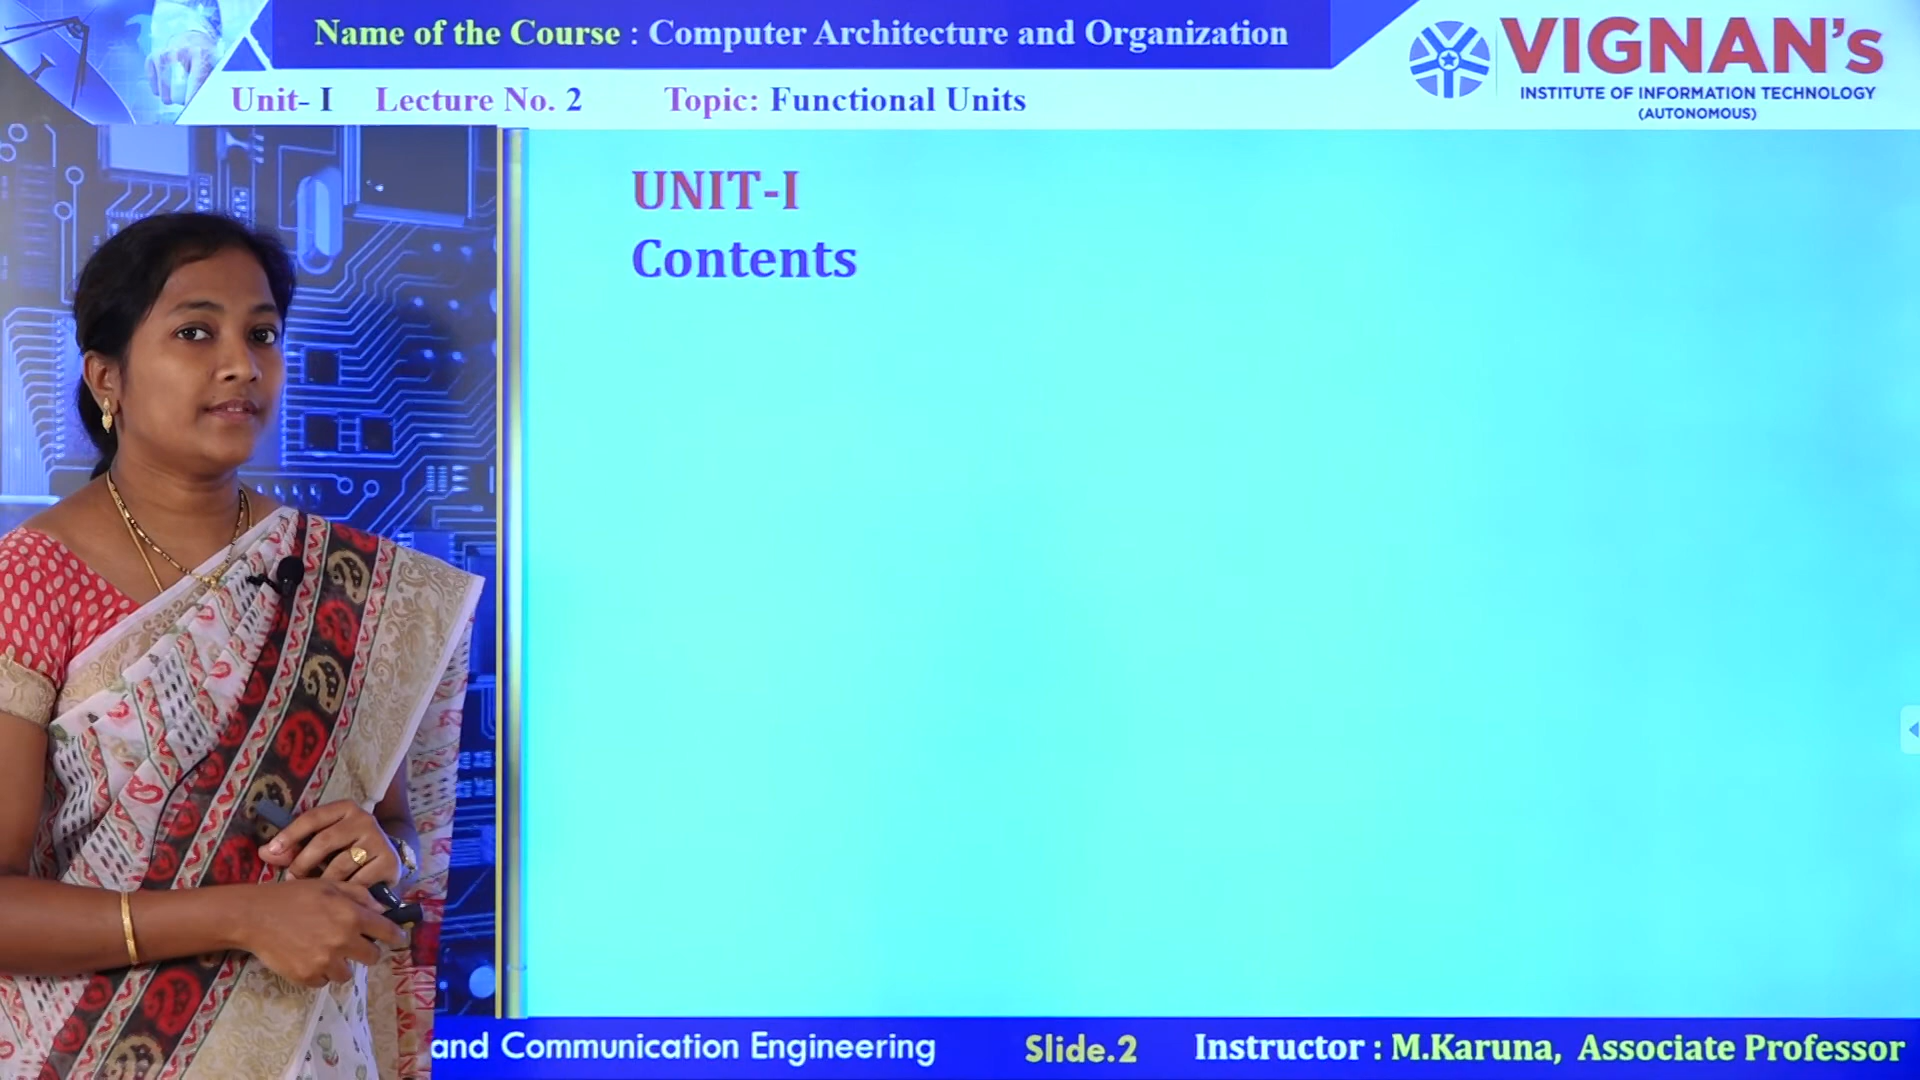 Name of the Course : Computer Architecture and Organization
Unit- I Lecture No. 2 Topic: Functional Units
VIGNAN's
INSTITUTE OF INFORMATION TECHNOLOGY
(AUTONOMOUS)
UNIT-I
Contents
and Communication Engineering Slide.2 Instructor : M.Karuna, Associate Professor